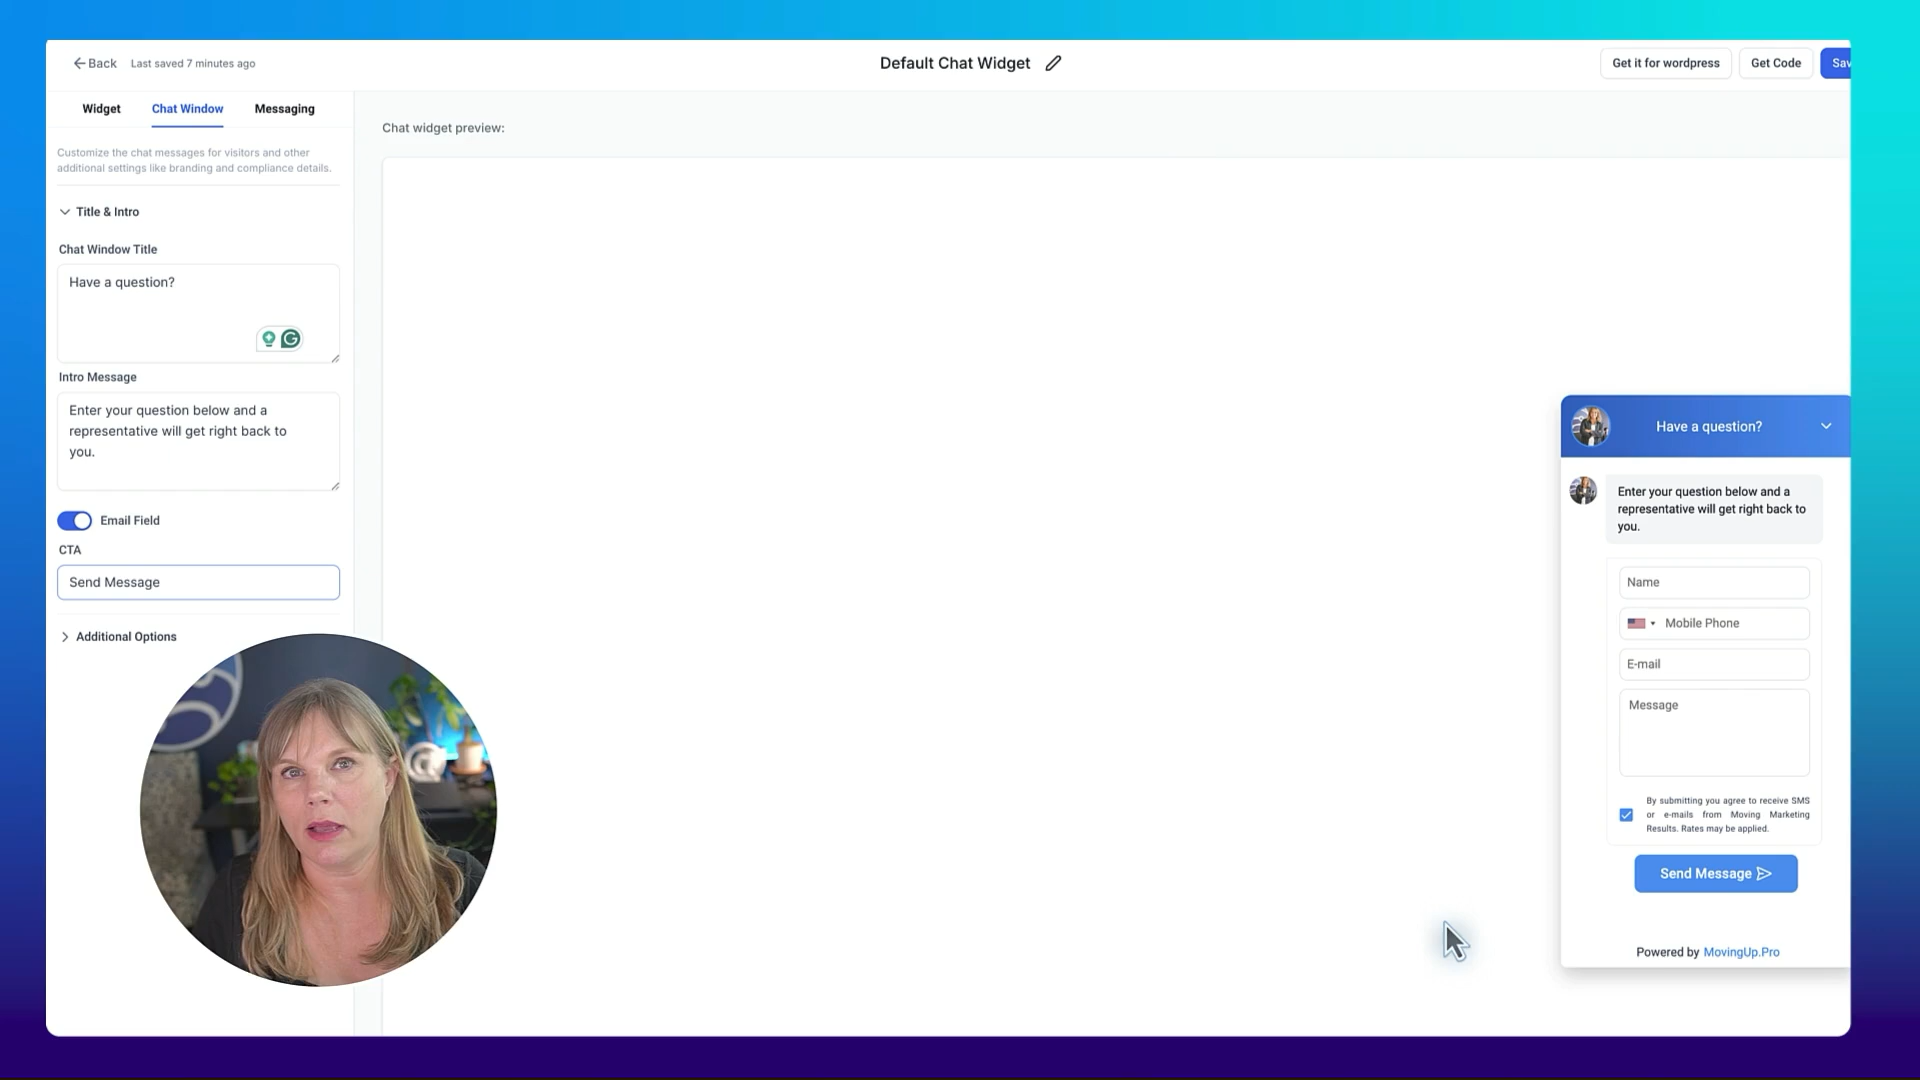 Back
Last saved 7 minutes ago
Default Chat Widget
Get it for wordpress
Get Code
Sav
Widget
Chat Window
Messaging
Customize the chat messages for visitors and other
additional settings like branding and compliance details.
Title & Intro
Chat Window Title
Have a question?
Intro Message
Enter your question below and a
representative will get right back to
you.
Email Field
CTA
Send Message
Additional Options
Chat widget preview:
Have a question?
Enter your question below and a
representative will get right back to
you.
Name
Mobile Phone
E-mail
Message
By submitting you agree to receive SMS
or e-mails from Moving Marketing
Results. Rates may be applied.
Send Message
Powered by MovingUp.Pro